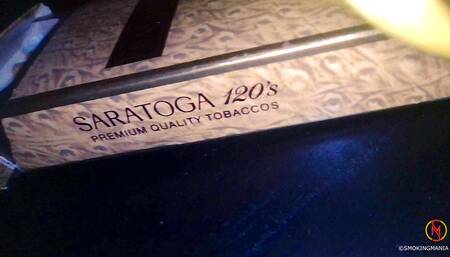 SARATOGA 120's
PREMIUM QUALITY TOBACCOS
©SMOKINGMANIA